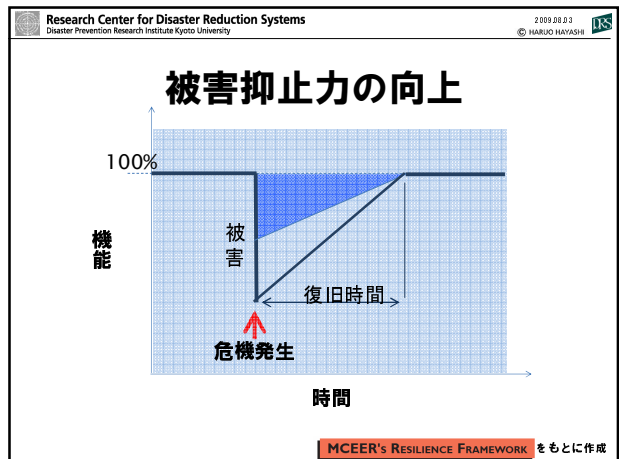 Research Center for Disaster Reduction Systems
Disaster Prevention Research Institute Kyoto University
2009.08.03
© HARUO HAYASHI
DRS
被害抑止力の向上
100%
機能
被害
復旧時間
危機発生
時間
MCEER's RESILIENCE FRAMEWORK をもとに作成